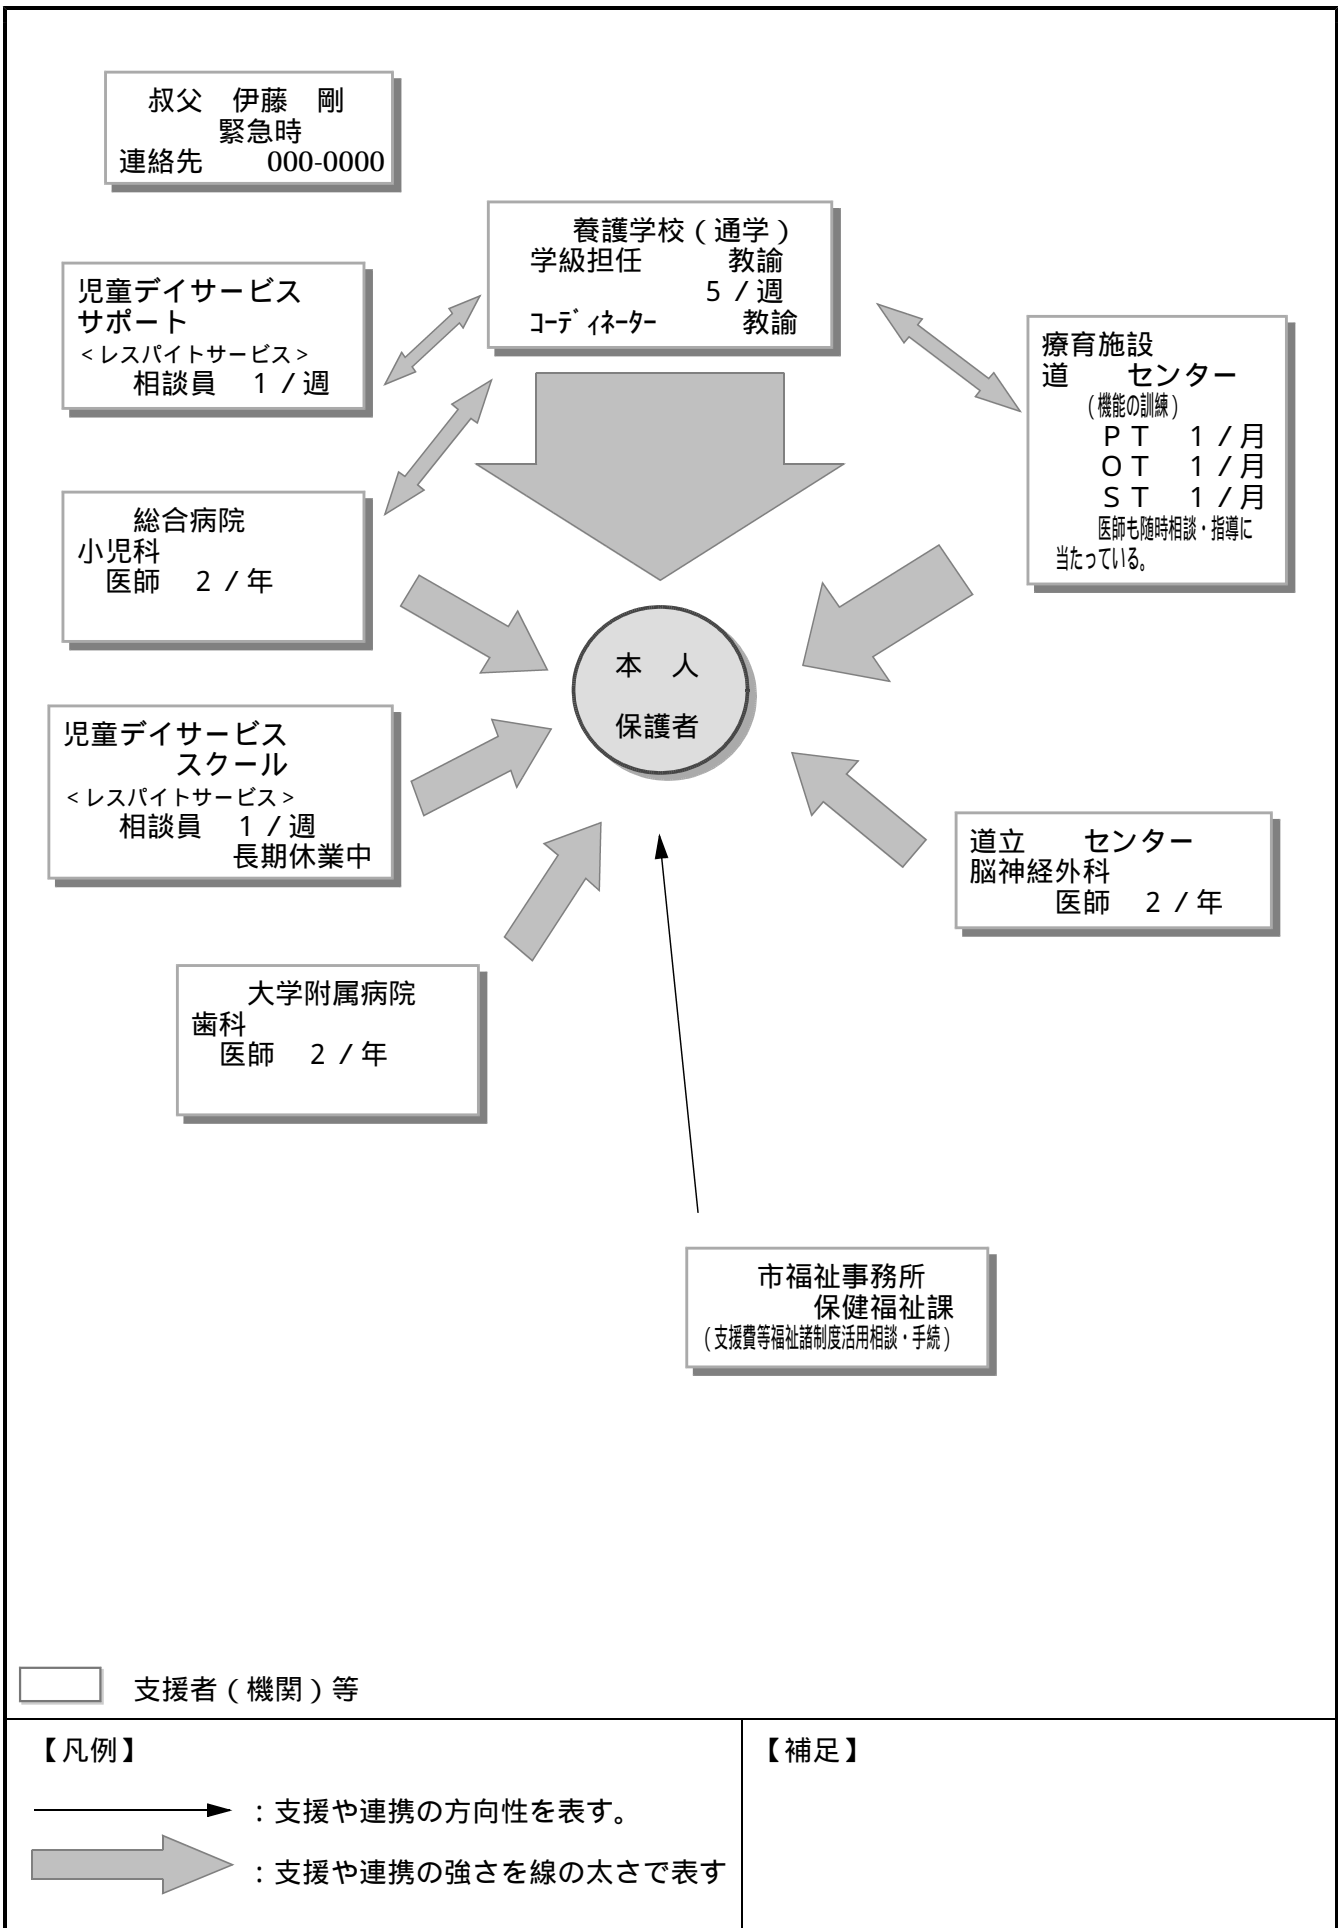 叔父　伊藤　剛
緊急時
連絡先　　000-0000
養護学校（通学）
学級担任　　　教諭
５／週
ｺｰﾃﾞｨﾈｰﾀｰ　　　教諭
児童デイサービス
サポート
＜レスパイトサービス＞
相談員　１／週
療育施設
道　　センター
（機能の訓練）
ＰＴ　１／月
ＯＴ　１／月
ＳＴ　１／月
医師も随時相談・指導に
当たっている。
総合病院
小児科
医師　２／年
本　人
保護者
児童デイサービス
スクール
＜レスパイトサービス＞
相談員　１／週
長期休業中
道立　　センター
脳神経外科
医師　２／年
大学附属病院
歯科
医師　２／年
市福祉事務所
保健福祉課
（支援費等福祉諸制度活用相談・手続）
支援者（機関）等
【凡例】
：支援や連携の方向性を表す。
：支援や連携の強さを線の太さで表す
【補足】